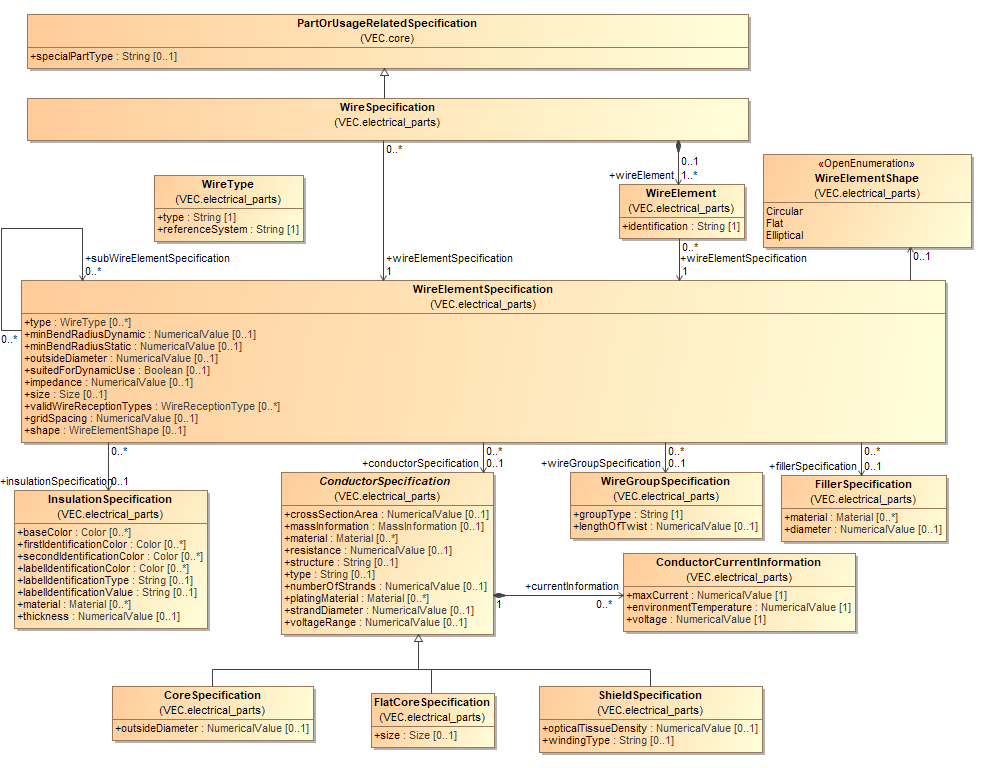 PartOrUsageRelatedSpecification
(VEC.core)
+specialPartType : String [0..1]
WireSpecification
(VEC.electrical_parts)
0..*
0..1
+wireElement
1..*
«OpenEnumeration»
WireElementShape
(VEC.electrical_parts)
Circular
Flat
Elliptical
WireType
(VEC.electrical_parts)
+type : String [1]
+referenceSystem : String [1]
WireElement
(VEC.electrical_parts)
+identification : String [1]
+subWireElementSpecification
0..*
0..*
+wireElementSpecification
1
0..*
+wireElementSpecification
1
0..1
WireElementSpecification
(VEC.electrical_parts)
+type : WireType [0..*]
+minBendRadiusDynamic : NumericalValue [0..1]
+minBendRadiusStatic : NumericalValue [0..1]
+outsideDiameter : NumericalValue [0..1]
+suitedForDynamicUse : Boolean [0..1]
+impedance : NumericalValue [0..1]
+size : Size [0..1]
+validWireReceptionTypes : WireReceptionType [0..*]
+gridSpacing : NumericalValue [0..1]
+shape : WireElementShape [0..1]
0..*
+insulationSpecification
0..1
0..*
+conductorSpecification
0..1
0..*
+wireGroupSpecification
0..1
0..*
+fillerSpecification
0..1
InsulationSpecification
(VEC.electrical_parts)
+baseColor : Color [0..*]
+firstIdentificationColor : Color [0..*]
+secondIdentificationColor : Color [0..*]
+labelIdentificationColor : Color [0..*]
+labelIdentificationType : String [0..1]
+labelIdentificationValue : String [0..1]
+material : Material [0..*]
+thickness : NumericalValue [0..1]
ConductorSpecification
(VEC.electrical_parts)
+crossSectionArea : NumericalValue [0..1]
+massInformation : MassInformation [0..1]
+material : Material [0..*]
+resistance : NumericalValue [0..1]
+structure : String [0..1]
+type : String [0..1]
+numberOfStrands : NumericalValue [0..1]
+platingMaterial : Material [0..*]
+strandDiameter : NumericalValue [0..1]
+voltageRange : NumericalValue [0..1]
WireGroupSpecification
(VEC.electrical_parts)
+groupType : String [1]
+lengthOfTwist : NumericalValue [0..1]
FillerSpecification
(VEC.electrical_parts)
+material : Material [0..*]
+diameter : NumericalValue [0..1]
1
+currentInformation
0..*
ConductorCurrentInformation
(VEC.electrical_parts)
+maxCurrent : NumericalValue [1]
+environmentTemperature : NumericalValue [1]
+voltage : NumericalValue [1]
CoreSpecification
(VEC.electrical_parts)
+outsideDiameter : NumericalValue [0..1]
FlatCoreSpecification
(VEC.electrical_parts)
+size : Size [0..1]
ShieldSpecification
(VEC.electrical_parts)
+opticalTissueDensity : NumericalValue [0..1]
+windingType : String [0..1]